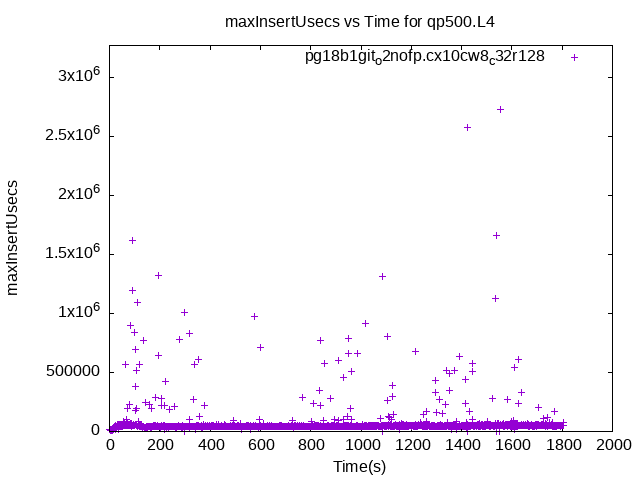 maxInsertUsecs vs Time for qp500.L4
pg18b1git_o2nofp.cx10cw8_c32r128
3x10^6
2.5x10^6
2x10^6
1.5x10^6
1x10^6
500000
0
maxInsertUsecs
0 200 400 600 800 1000 1200 1400 1600 1800 2000
Time(s)